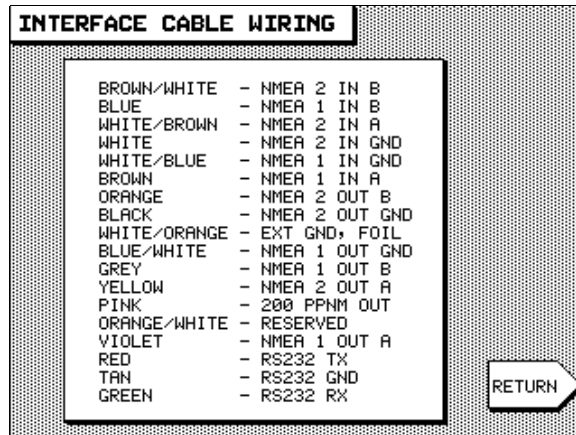 INTERFACE CABLE WIRING
BROWN/WHITE - NMEA 2 IN B
BLUE - NMEA 1 IN B
WHITE/BROWN - NMEA 2 IN A
WHITE - NMEA 2 IN GND
WHITE/BLUE - NMEA 1 IN GND
BROWN - NMEA 1 IN A
ORANGE - NMEA 2 OUT B
BLACK - NMEA 2 OUT GND
WHITE/ORANGE - EXT GND, FOIL
BLUE/WHITE - NMEA 1 OUT GND
GREY - NMEA 1 OUT B
YELLOW - NMEA 2 OUT A
PINK - 200 PPNM OUT
ORANGE/WHITE - RESERVED
VIOLET - NMEA 1 OUT A
RED - RS232 TX
TAN - RS232 GND
GREEN - RS232 RX
RETURN